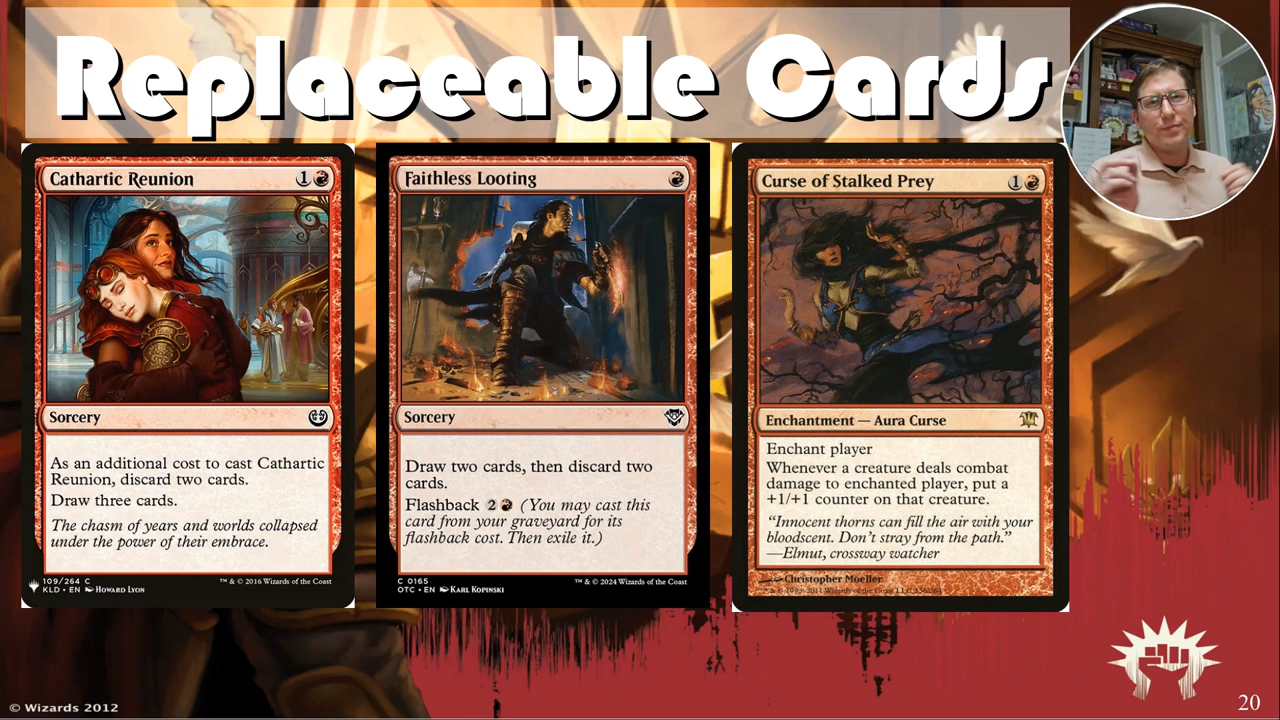 Replaceable Cards
Cathartic Reunion 1
Sorcery
As an additional cost to cast Cathartic
Reunion, discard two cards.
Draw three cards.
The chasm of years and worlds collapsed
under the power of their embrace.
109/264 C
KLD • EN Howard Lyon
™ & © 2016 Wizards of the Coast
Faithless Looting
Sorcery
Draw two cards, then discard two
cards.
Flashback 2 (You may cast this
card from your graveyard for its
flashback cost. Then exile it.)
C 0165
OTC • EN Karl Kopinski
™ & © 2024 Wizards of the Coast
Curse of Stalked Prey 1
Enchantment — Aura Curse
Enchant player
Whenever a creature deals combat
damage to enchanted player, put a
+1/+1 counter on that creature.
“Innocent thorns can fill the air with your
bloodscent. Don’t stray from the path.”
—Elmut, crossway watcher
Christopher Moeller
© Wizards 2012
20